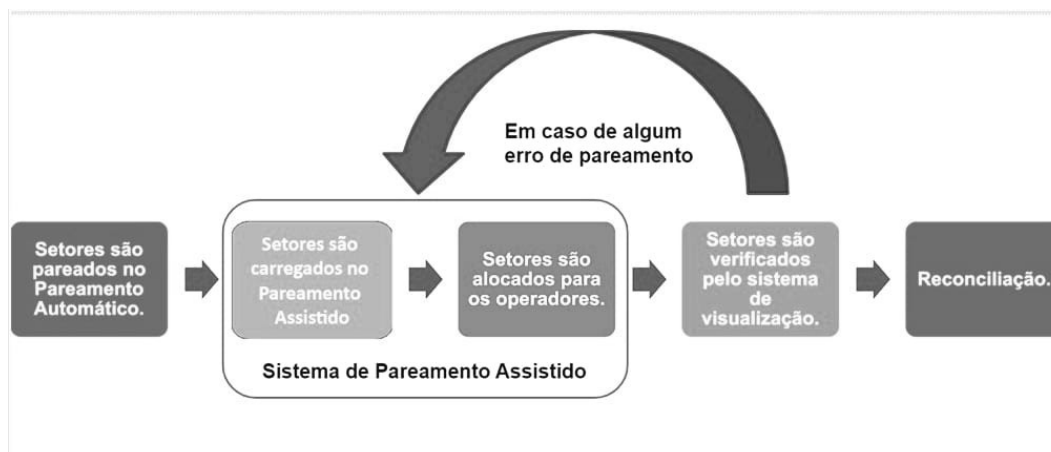 Em caso de algum
erro de pareamento
Setores são
pareados no
Pareamento
Automático.
Setores são
carregados no
Pareamento
Assistido
Setores são
alocados para
os operadores.
Setores são
verificados
pelo sistema
de
visualização.
Reconciliação.
Sistema de Pareamento Assistido